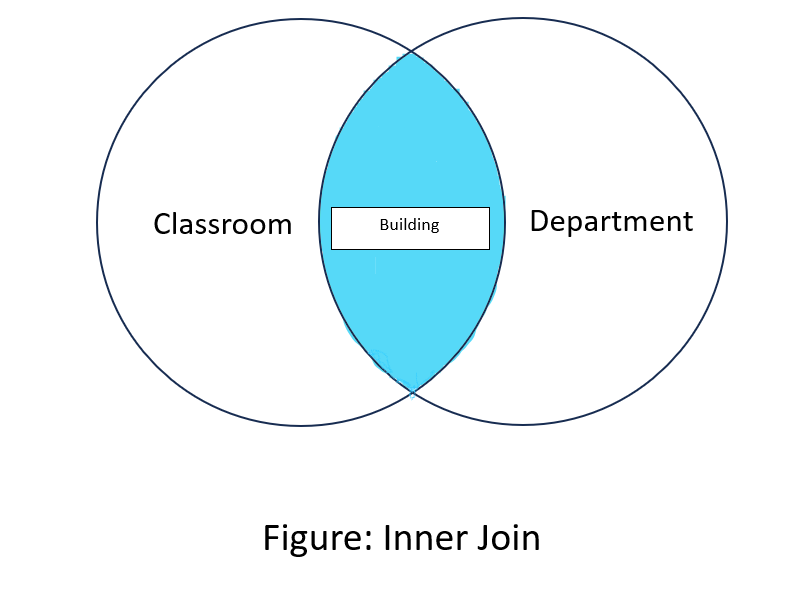 Classroom
Building
Department
Figure: Inner Join